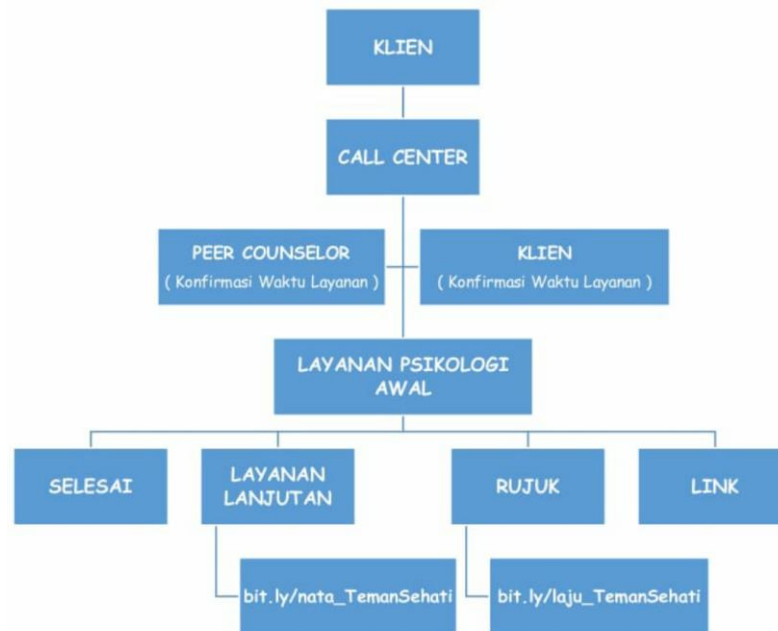 KLIEN
CALL CENTER
PEER COUNSELOR
( Konfirmasi Waktu Layanan )
KLIEN
( Konfirmasi Waktu Layanan )
LAYANAN PSIKOLOGI
AWAL
SELESAI
LAYANAN
LANJUTAN
RUJUK
LINK
bit.ly/nata_TemanSehati
bit.ly/laju_TemanSehati